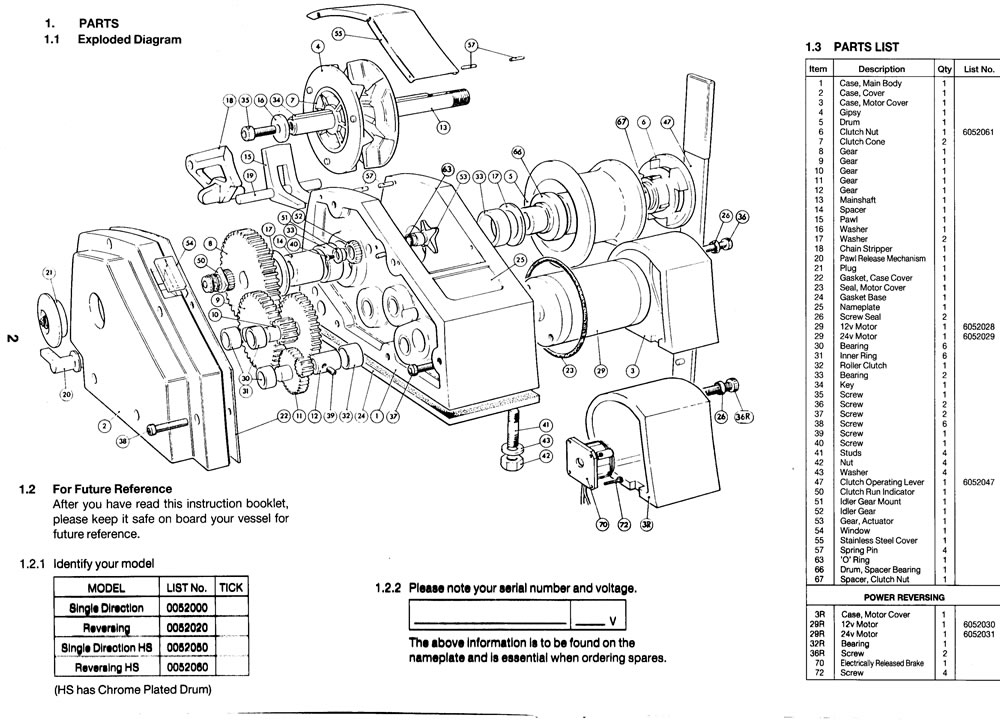 1. PARTS
1.1 Exploded Diagram
55
57
4
18
35
16
34
7
13
15
19
57
63
53
33
17
5
66
67
6
47
26
36
51
52
33
40
14
17
8
54
50
21
9
10
25
20
2
38
30
31
22
11
12
39
32
24
1
37
23
29
3
41
43
42
26
36R
70
72
3R
2
1.2 For Future Reference
After you have read this instruction booklet,
please keep it safe on board your vessel for
future reference.
1.2.1 Identify your model
MODEL LIST No. TICK
Single Direction 0052000
Reversing 0052020
Single Direction HS 0052050
Reversing HS 0052060
(HS has Chrome Plated Drum)
1.2.2 Please note your serial number and voltage.
V
The above information is to be found on the
nameplate and is essential when ordering spares.
1.3 PARTS LIST
Item Description Qty List No.
1 Case, Main Body 1
2 Case, Cover 1
3 Case, Motor Cover 1
4 Gipsy 1
5 Drum 1
6 Clutch Nut 1 6052061
7 Clutch Cone 2
8 Gear 1
9 Gear 1
10 Gear 1
11 Gear 1
12 Gear 1
13 Mainshaft 1
14 Spacer 1
15 Pawl 1
16 Washer 1
17 Washer 2
18 Chain Stripper 1
20 Pawl Release Mechanism 1
21 Plug 1
22 Gasket, Case Cover 1
23 Seal, Motor Cover 1
24 Gasket Base 1
25 Nameplate 1
26 Screw Seal 2
29 12v Motor 1 6052028
29 24v Motor 1 6052029
30 Bearing 6
31 Inner Ring 6
32 Roller Clutch 1
33 Bearing 2
34 Key 1
35 Screw 1
36 Screw 2
37 Screw 2
38 Screw 6
39 Screw 1
40 Screw 1
41 Studs 4
42 Nut 4
43 Washer 4
47 Clutch Operating Lever 1 6052047
50 Clutch Run Indicator 1
51 Idler Gear Mount 1
52 Idler Gear 1
53 Gear, Actuator 1
54 Window 1
55 Stainless Steel Cover 1
57 Spring Pin 4
63 'O' Ring 1
66 Drum, Spacer Bearing 1
67 Spacer, Clutch Nut 1
POWER REVERSING
3R Case, Motor Cover 1
29R 12v Motor 1 6052030
29R 24v Motor 1 6052031
32R Bearing 1
36R Screw 2
70 Electrically Released Brake 1
72 Screw 4